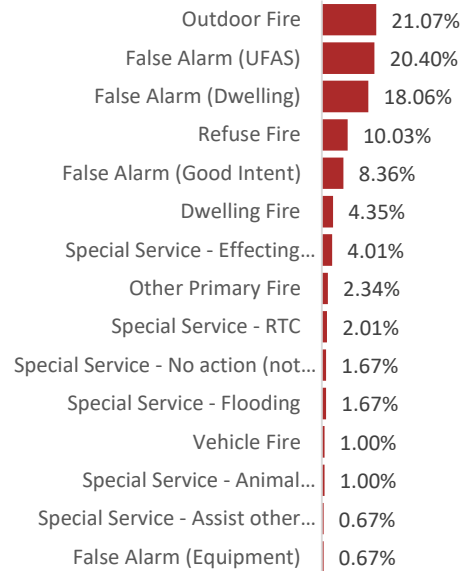 Outdoor Fire 21.07%
False Alarm (UFAS) 20.40%
False Alarm (Dwelling) 18.06%
Refuse Fire 10.03%
False Alarm (Good Intent) 8.36%
Dwelling Fire 4.35%
Special Service - Effecting... 4.01%
Other Primary Fire 2.34%
Special Service - RTC 2.01%
Special Service - No action (not... 1.67%
Special Service - Flooding 1.67%
Vehicle Fire 1.00%
Special Service - Animal... 1.00%
Special Service - Assist other... 0.67%
False Alarm (Equipment) 0.67%